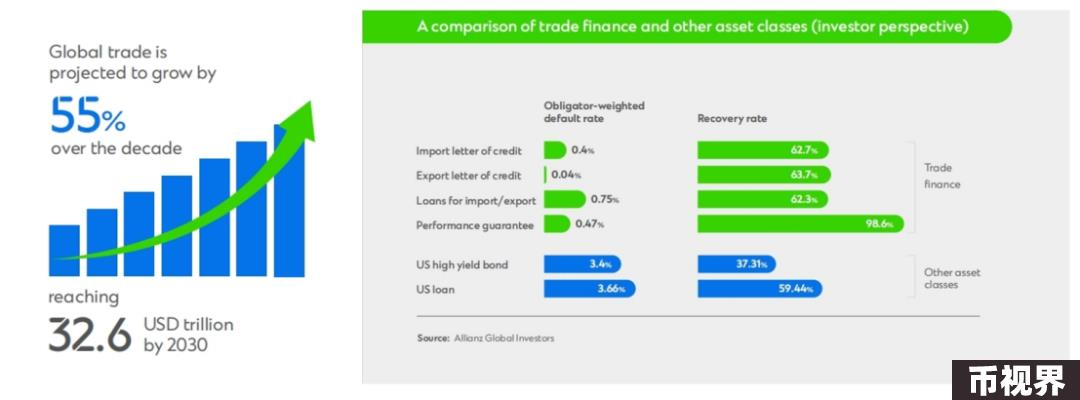 Global trade is
projected to grow by
55%
over the decade
reaching
32.6 USD trillion
by 2030
A comparison of trade finance and other asset classes (investor perspective)
Obligator-weighted
default rate
Recovery rate
Import letter of credit 0.4% 62.7%
Export letter of credit 0.04% 63.7%
Loans for import/export 0.75% 62.3%
Performance guarantee 0.47% 98.6%
Trade
finance
US high yield bond 3.4% 37.31%
US loan 3.66% 59.44%
Other asset
classes
Source: Allianz Global Investors
币视界